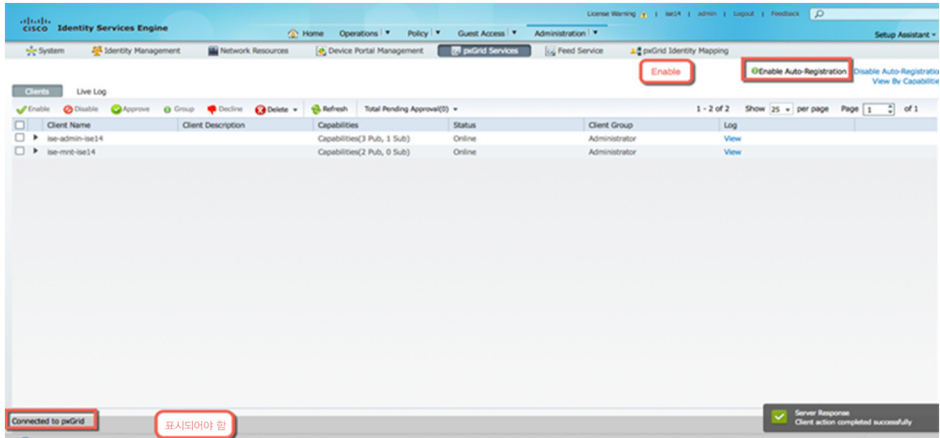 License Warning | ise14 | admin | Logout | Feedback
CISCO Identity Services Engine
Home Operations Policy Guest Access Administration Setup Assistant
System Identity Management Network Resources Device Portal Management pxGrid Services Feed Service pxGrid Identity Mapping
Enable Enable Auto-Registration Disable Auto-Registratio
View By Capabilitie
Clients Live Log
Enable Disable Approve Group Decline Delete Refresh Total Pending Approval(0) 1 - 2 of 2 Show 25 per page Page 1 of 1
Client Name Client Description Capabilities Status Client Group Log
ise-admin-ise14 Capabilities(3 Pub, 1 Sub) Online Administrator View
ise-mnt-ise14 Capabilities(2 Pub, 0 Sub) Online Administrator View
Connected to pxGrid 표시되어야 함
Server Response
Client action completed successfully